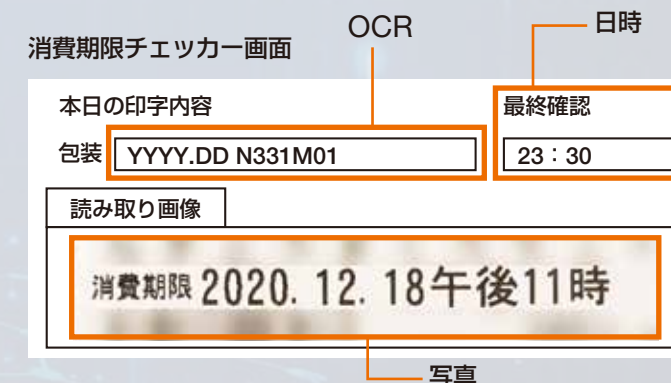 OCR
日時
消費期限チェッカー画面
本日の印字内容
最終確認
包装 YYYY.DD N331M01
23：30
読み取り画像
消費期限 2020. 12. 18午後11時
写真